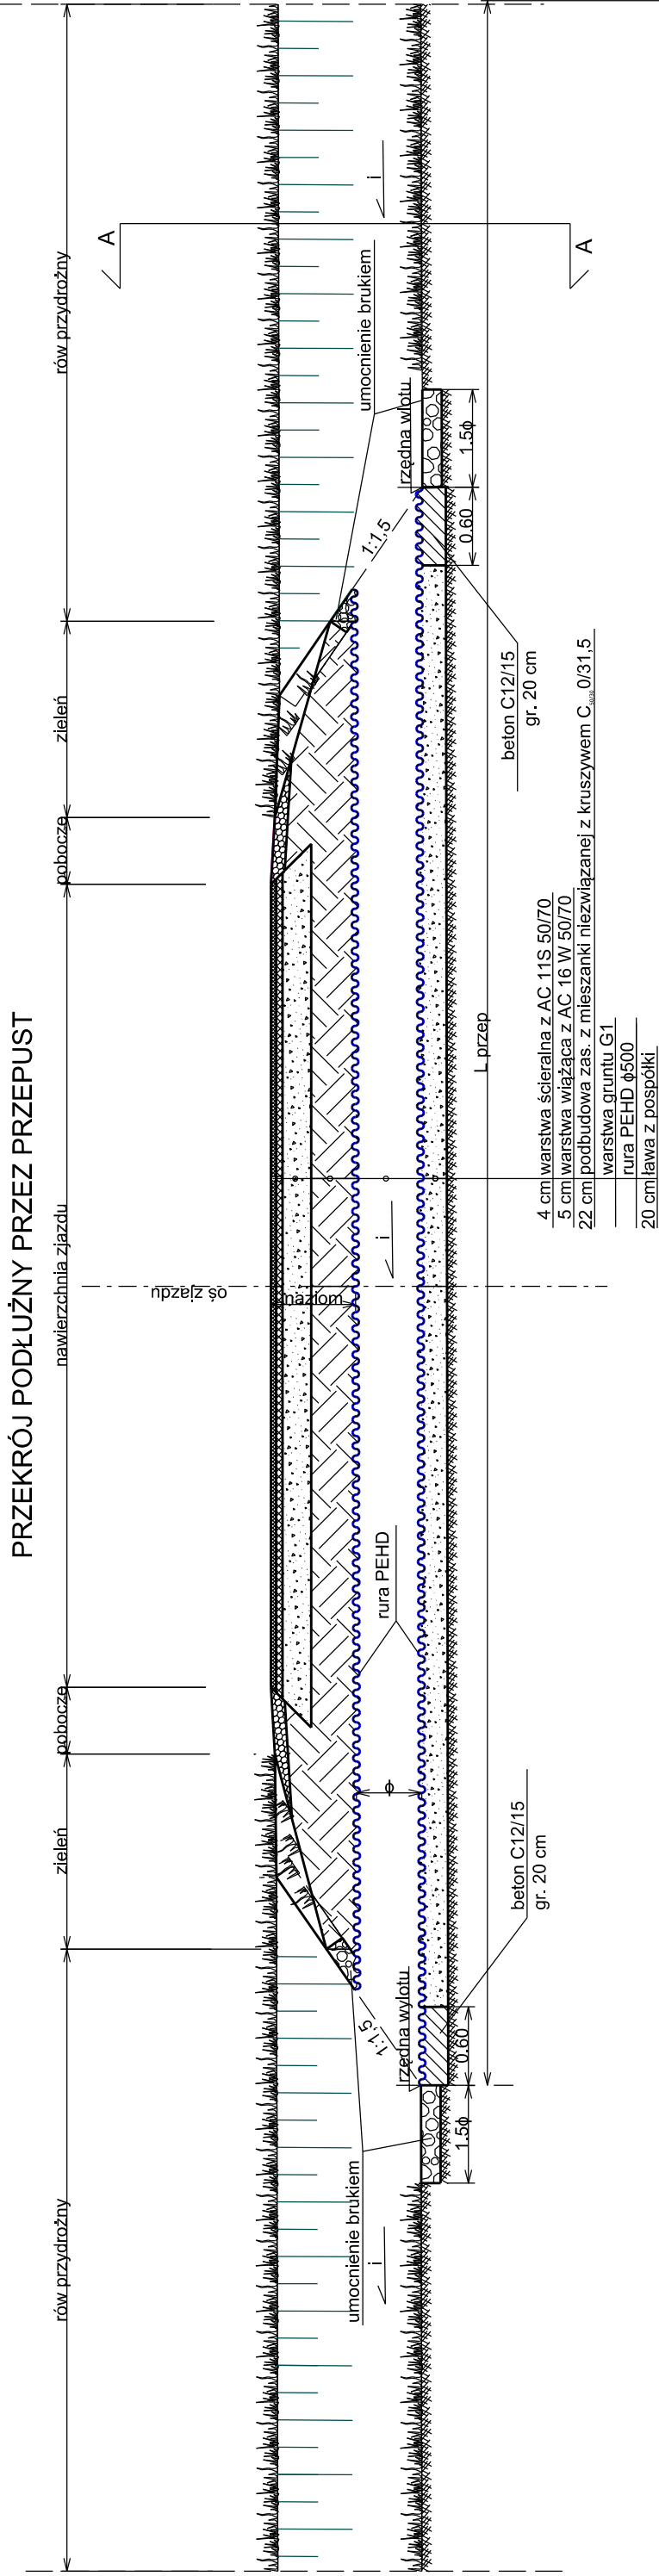 PRZEKRÓJ PODŁUŻNY PRZEZ PRZEPUST
rów przydrożny
zieleń
pobocze
nawierzchnia zjazdu
pobocze
zieleń
rów przydrożny
oś zjazdu
naziom
A
A
i
i
i
umocnienie brukiem
umocnienie brukiem
1:1,5
1:1,5
rzędna wylotu
rzędna wlotu
rura PEHD
ϕ
1.5ϕ
0.60
0.60
1.5ϕ
L przep
beton C12/15
gr. 20 cm
beton C12/15
gr. 20 cm
4 cm warstwa ścieralna z AC 11S 50/70
5 cm warstwa wiążąca z AC 16 W 50/70
22 cm podbudowa zas. z mieszanki niezwiązanej z kruszywem C 0/31,5
warstwa gruntu G1
rura PEHD ϕ500
20 cm ława z pospółki